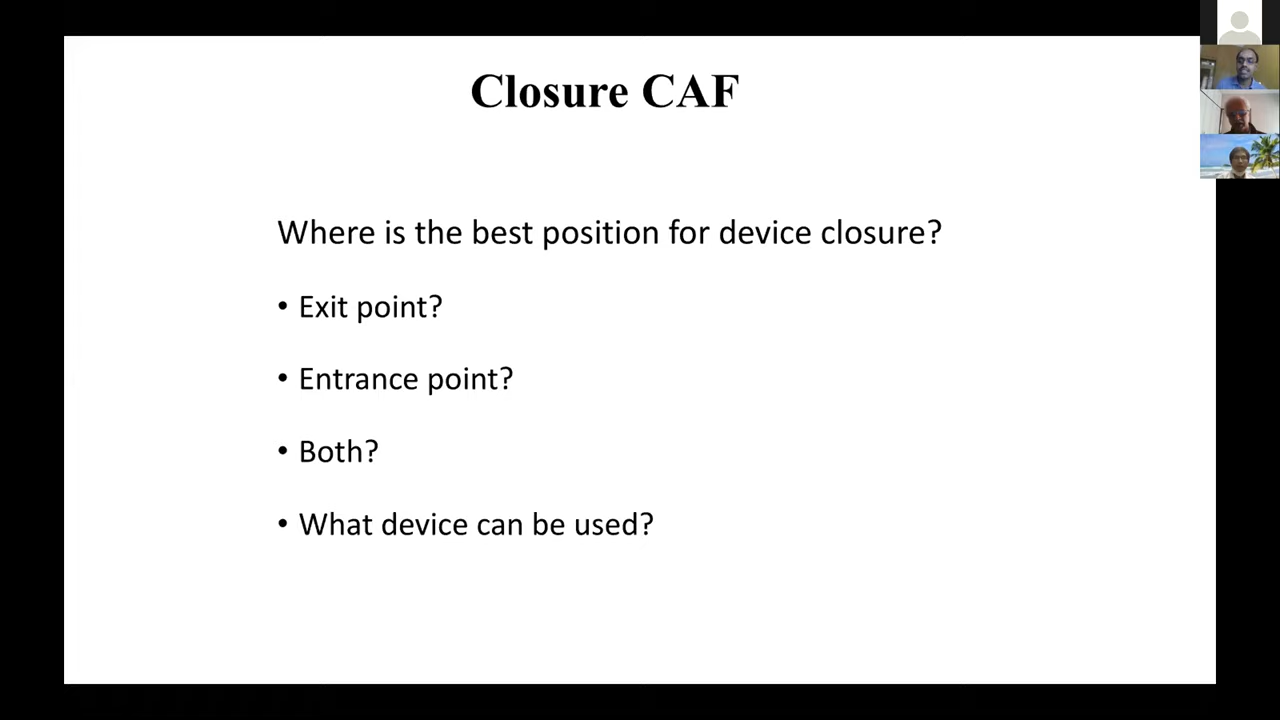 Closure CAF
Where is the best position for device closure?
• Exit point?
• Entrance point?
• Both?
• What device can be used?